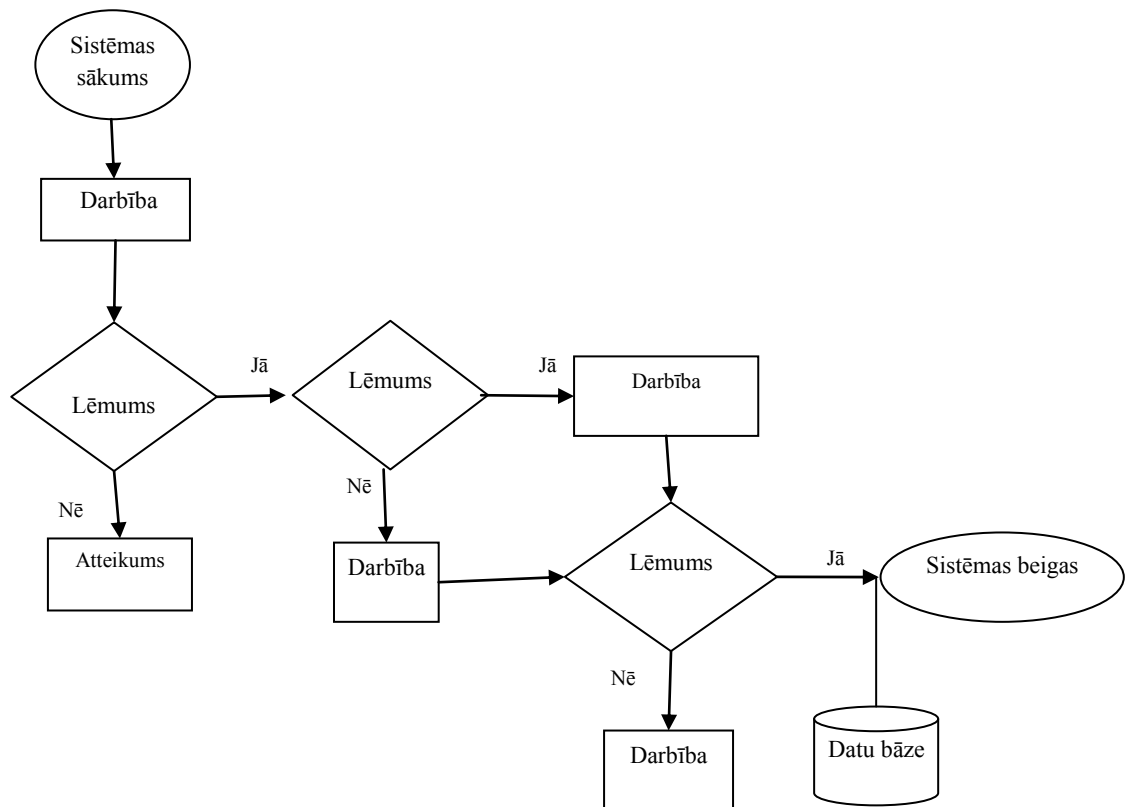 Sistēmas
sākums
Darbība
Lēmums
Jā
Lēmums
Jā
Darbība
Nē
Atteikums
Nē
Darbība
Lēmums
Jā
Sistēmas beigas
Nē
Darbība
Datu bāze